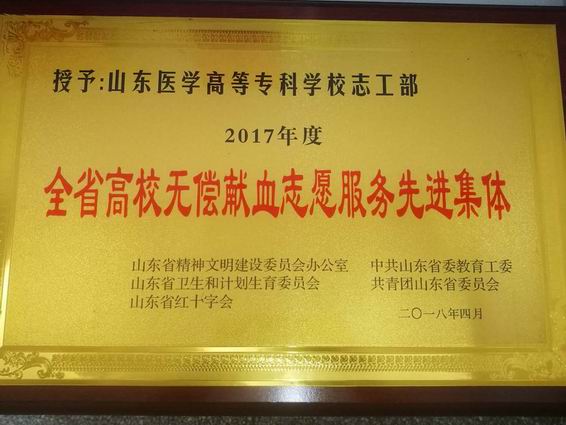 授予:山东医学高等专科学校志工部
2017年度
全省高校无偿献血志愿服务先进集体
山东省精神文明建设委员会办公室 中共山东省委教育工委
山东省卫生和计划生育委员会 共青团山东省委员会
山东省红十字会
二〇一八年四月